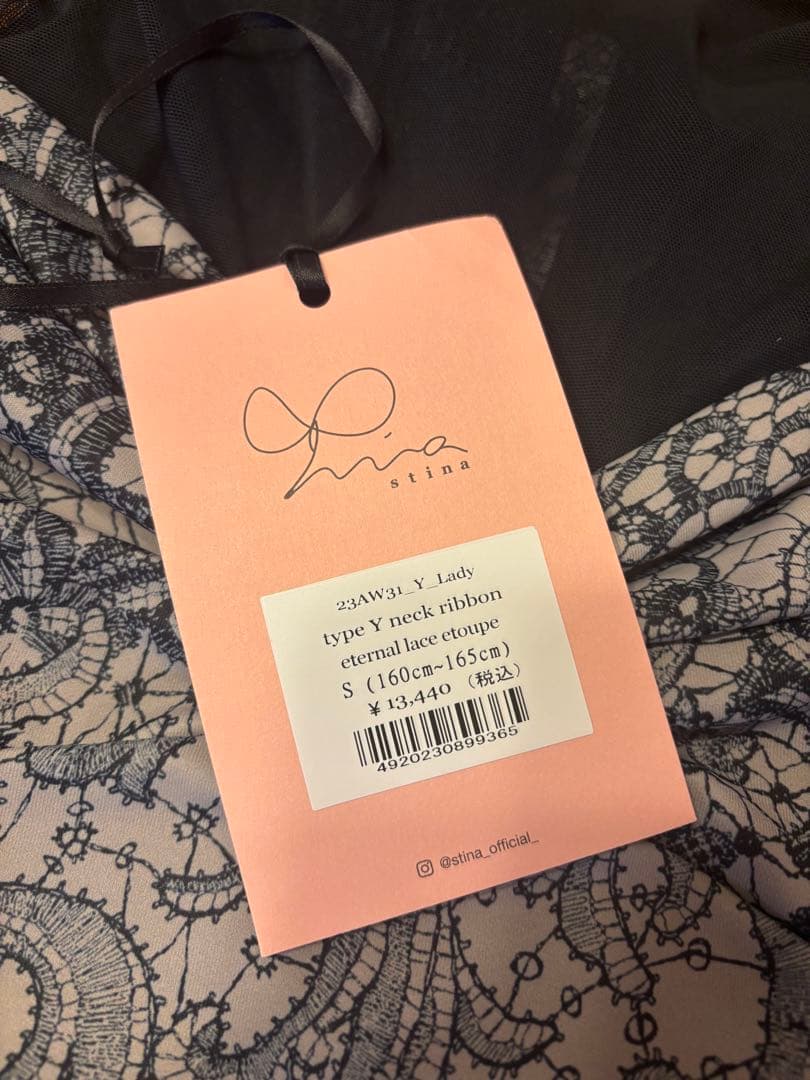 stina
23AW31_Y_Lady
type Y neck ribbon
eternal lace etoupe
S (160cm~165cm)
¥ 13,440 (税込)
4920230899365
@stina_official_